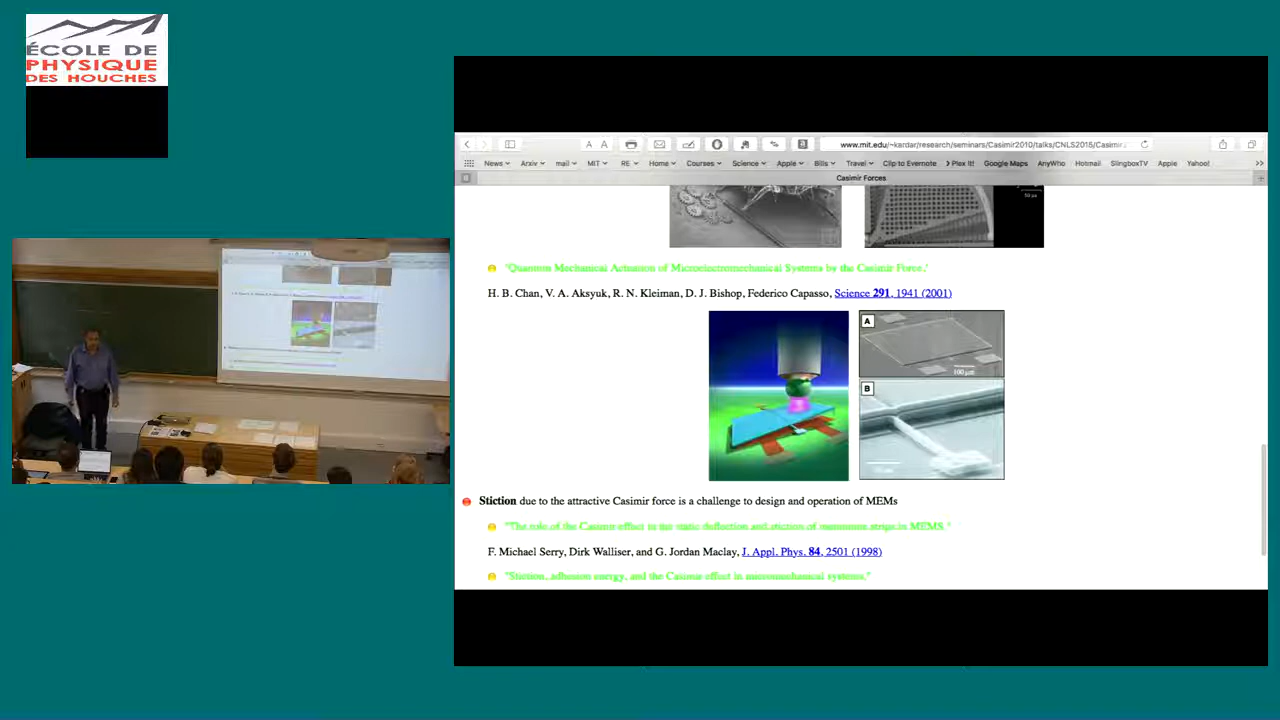 ÉCOLE DE
PHYSIQUE
DES HOUCHES
A A
www.mit.edu/~kardar/research/seminars/Casimir2010/talks/CNLS2015/Casimir
News Arxiv mail MIT RE Home Courses Science Apple Bills Travel Clip to Evernote > Plex It! Google Maps AnyWho Hotmail SlingboxTV Apple Yahoo! >>
Casimir Forces
"Quantum Mechanical Actuation of Microelectromechanical Systems by the Casimir Force,"
H. B. Chan, V. A. Aksyuk, R. N. Kleiman, D. J. Bishop, Federico Capasso, Science 291, 1941 (2001)
A
100 μm
B
Stiction due to the attractive Casimir force is a challenge to design and operation of MEMs
"The role of the Casimir effect in the static deflection and stiction of membrane strips in MEMS,"
F. Michael Serry, Dirk Walliser, and G. Jordan Maclay, J. Appl. Phys. 84, 2501 (1998)
"Stiction, adhesion energy, and the Casimir effect in micromechanical systems,"